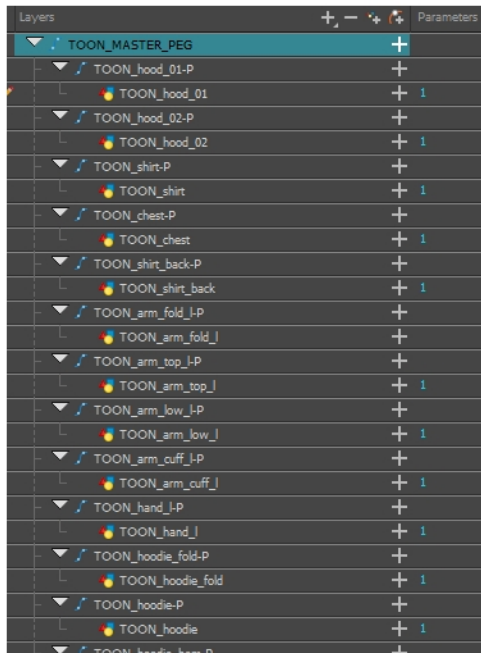 Layers Parameters
TOON_MASTER_PEG
TOON_hood_01-P
TOON_hood_01 1
TOON_hood_02-P
TOON_hood_02 1
TOON_shirt-P
TOON_shirt 1
TOON_chest-P
TOON_chest 1
TOON_shirt_back-P
TOON_shirt_back 1
TOON_arm_fold_l-P
TOON_arm_fold_l
TOON_arm_top_l-P
TOON_arm_top_l 1
TOON_arm_low_l-P
TOON_arm_low_l 1
TOON_arm_cuff_l-P
TOON_arm_cuff_l 1
TOON_hand_l-P
TOON_hand_l 1
TOON_hoodie_fold-P
TOON_hoodie_fold 1
TOON_hoodie-P
TOON_hoodie 1
TOON_hoodie_hem-P